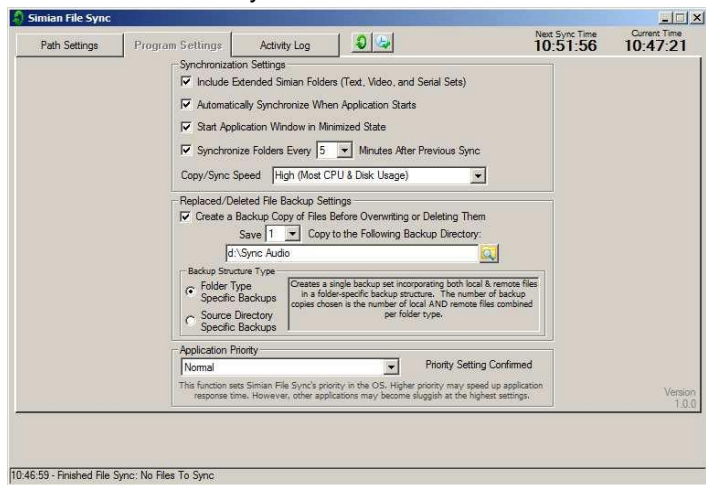 Simian File Sync
Path Settings Program Settings Activity Log
Next Sync Time
10:51:56
Current Time
10:47:21
Synchronization Settings
Include Extended Simian Folders (Text, Video, and Serial Sets)
Automatically Synchronize When Application Starts
Start Application Window in Minimized State
Synchronize Folders Every 5 Minutes After Previous Sync
Copy/Sync Speed High (Most CPU & Disk Usage)
Replaced/Deleted File Backup Settings
Create a Backup Copy of Files Before Overwriting or Deleting Them
Save 1 Copy to the Following Backup Directory:
d:\Sync Audio
Backup Structure Type
Folder Type
Specific Backups
Source Directory
Specific Backups
Creates a single backup set incorporating both local & remote files
in a folder-specific backup structure. The number of backup
copies chosen is the number of local AND remote files combined
per folder type.
Application Priority
Normal Priority Setting Confirmed
This function sets Simian File Sync's priority in the OS. Higher priority may speed up application
response time. However, other applications may become sluggish at the highest settings.
Version
1.0.0
10:46:59 - Finished File Sync: No Files To Sync